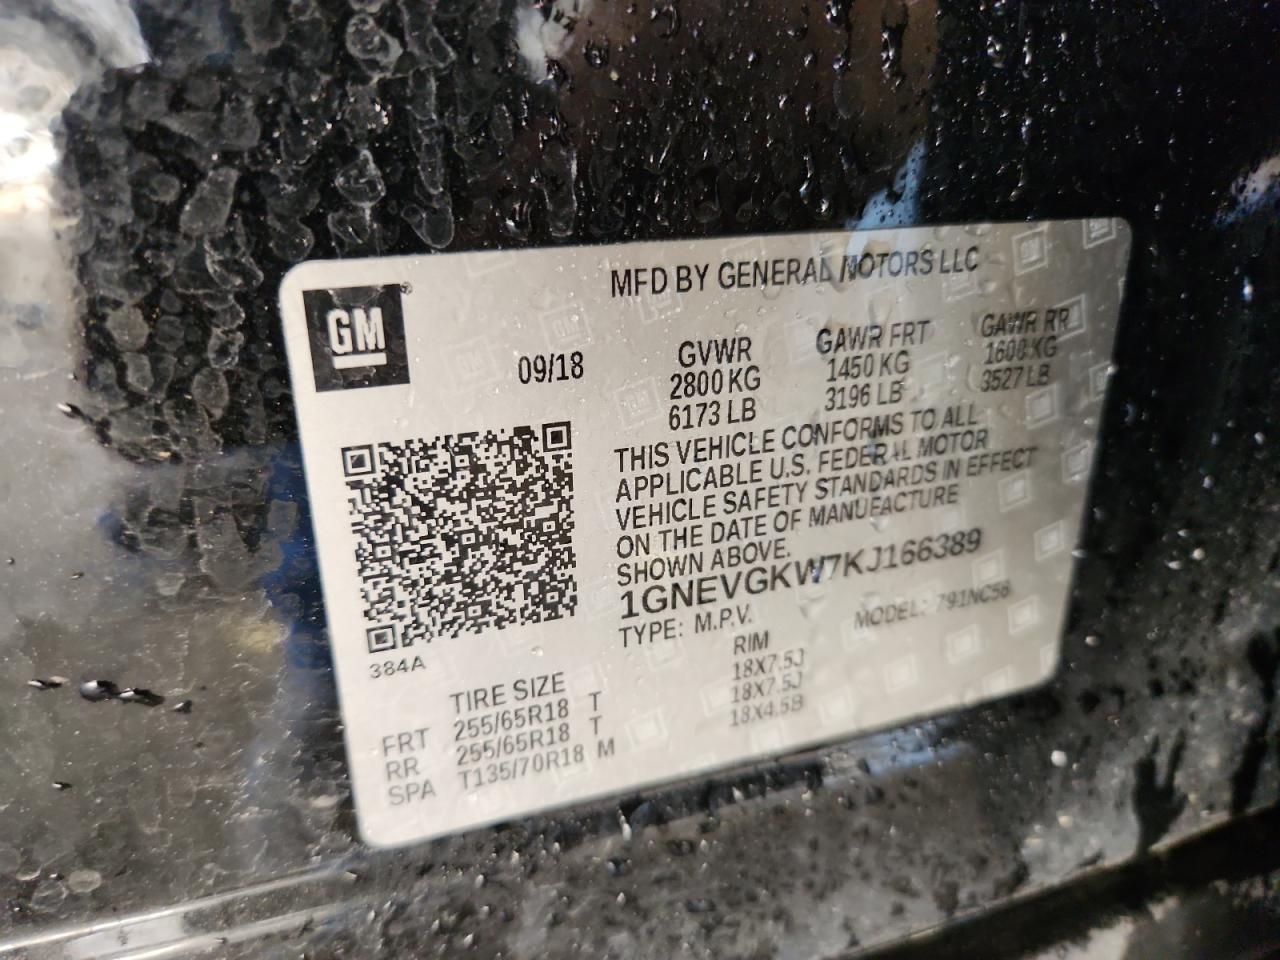 GM
MFD BY GENERAL MOTORS LLC
09/18
GVWR GAWR FRT GAWR RR
2800 KG 1450 KG 1600 KG
6173 LB 3196 LB 3527 LB
THIS VEHICLE CONFORMS TO ALL
APPLICABLE U.S. FEDERAL MOTOR
VEHICLE SAFETY STANDARDS IN EFFECT
ON THE DATE OF MANUFACTURE
SHOWN ABOVE.
1GNEVGKW7KJ166389
TYPE: M.P.V. MODEL: 791NC56
384A
TIRE SIZE RIM
FRT 255/65R18 T 18X7.5J
RR 255/65R18 T 18X7.5J
SPA T135/70R18 M 18X4.5B